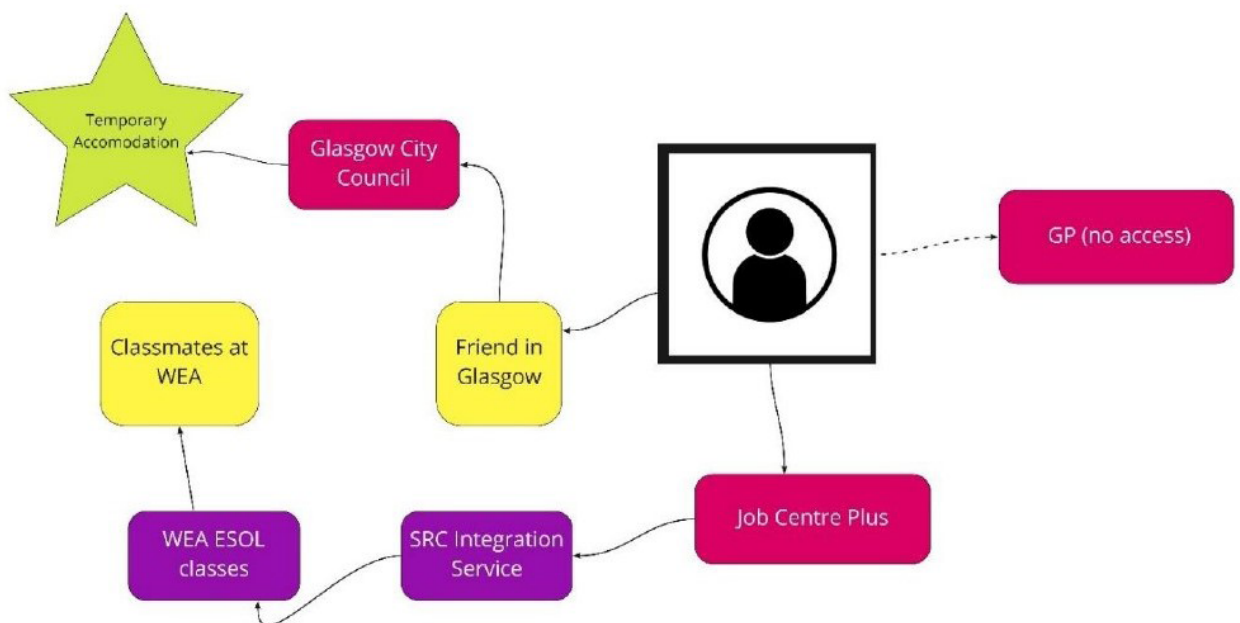 Temporary
Accomodation
Glasgow City
Council
GP (no access)
Classmates at
WEA
Friend in
Glasgow
Job Centre Plus
WEA ESOL
classes
SRC Integration
Service